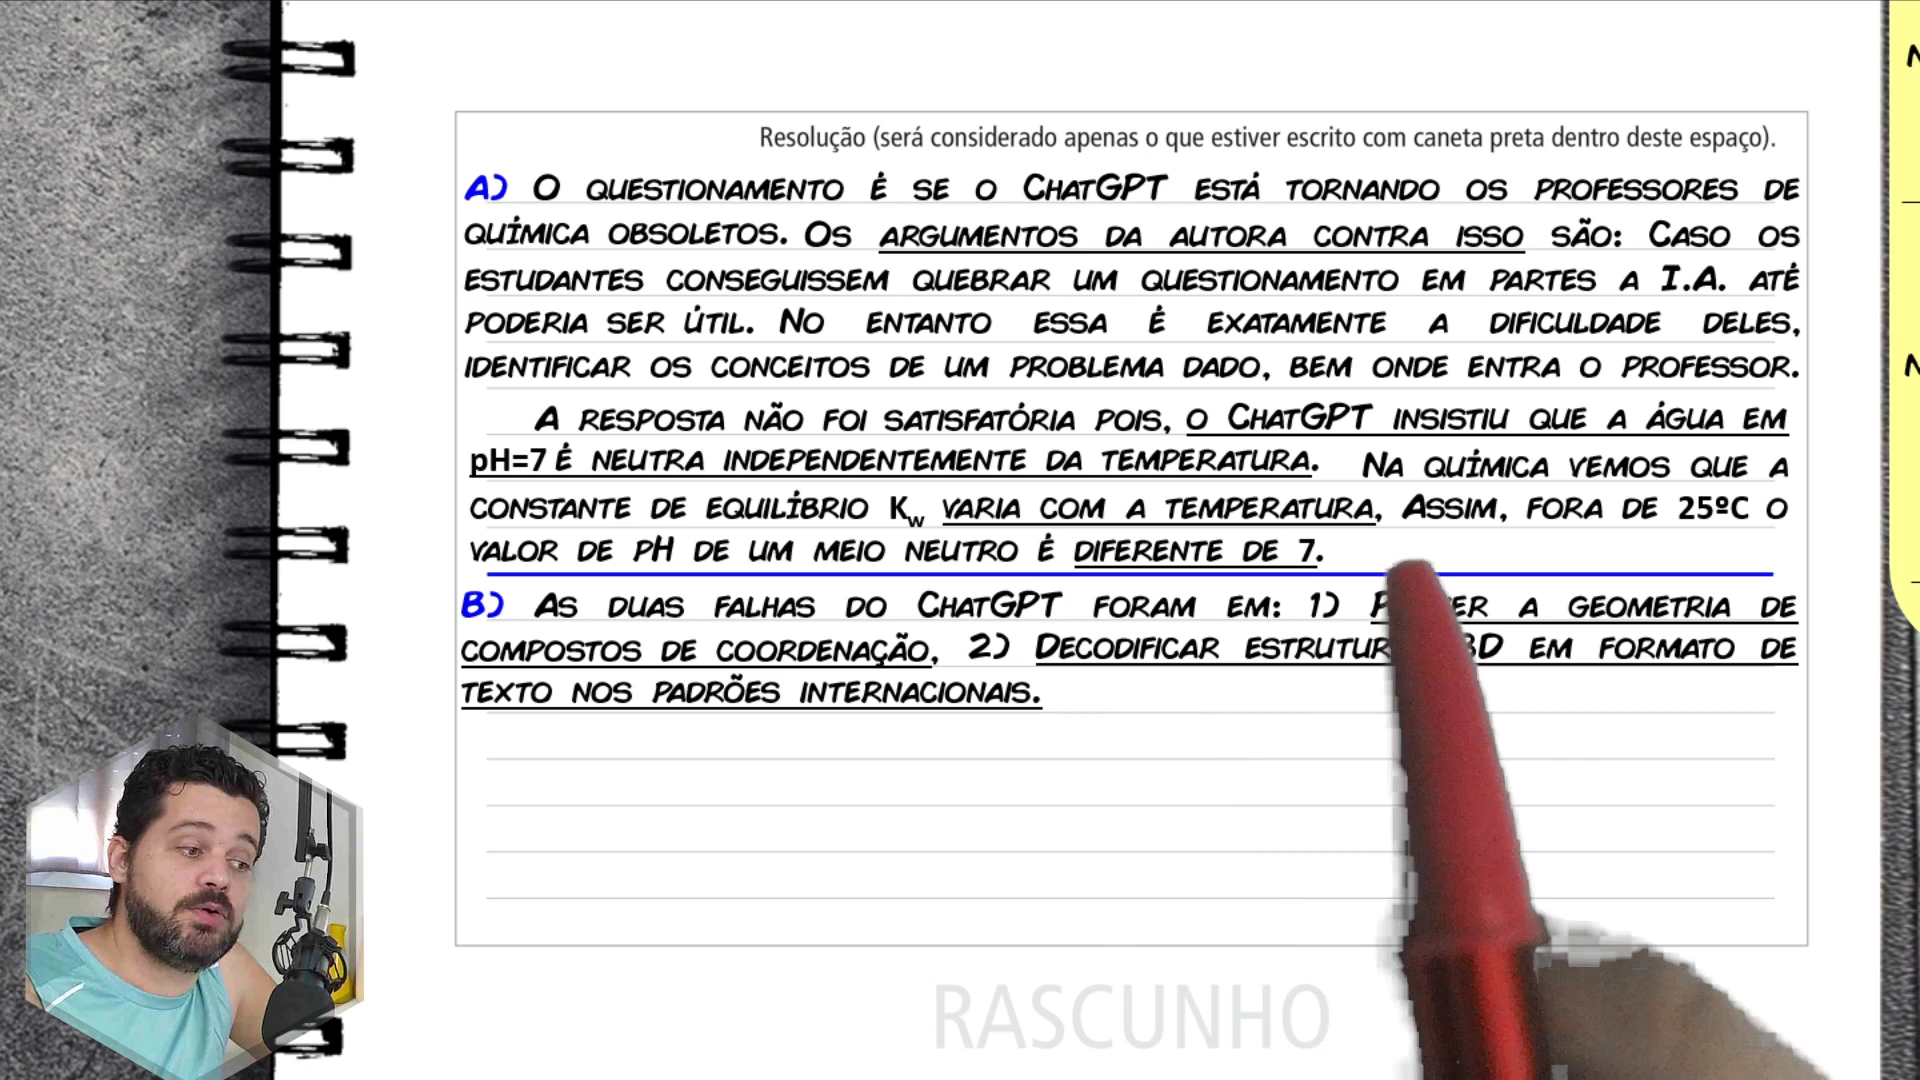 Resolução (será considerado apenas o que estiver escrito com caneta preta dentro deste espaço).
A) O QUESTIONAMENTO É SE O CHATGPT ESTÁ TORNANDO OS PROFESSORES DE
QUÍMICA OBSOLETOS. OS ARGUMENTOS DA AUTORA CONTRA ISSO SÃO: CASO OS
ESTUDANTES CONSEGUISSEM QUEBRAR UM QUESTIONAMENTO EM PARTES A I.A. ATÉ
PODERIA SER ÚTIL. NO ENTANTO ESSA É EXATAMENTE A DIFICULDADE DELES,
IDENTIFICAR OS CONCEITOS DE UM PROBLEMA DADO, BEM ONDE ENTRA O PROFESSOR.
A RESPOSTA NÃO FOI SATISFATÓRIA POIS, O CHATGPT INSISTIU QUE A ÁGUA EM
pH=7 É NEUTRA INDEPENDENTEMENTE DA TEMPERATURA. NA QUÍMICA VEMOS QUE A
CONSTANTE DE EQUILÍBRIO Kw VARIA COM A TEMPERATURA, ASSIM, FORA DE 25ºC O
VALOR DE PH DE UM MEIO NEUTRO É DIFERENTE DE 7.
B) AS DUAS FALHAS DO CHATGPT FORAM EM: 1) A GEOMETRIA DE
COMPOSTOS DE COORDENAÇÃO, 2) DECODIFICAR 3D EM FORMATO DE
TEXTO NOS PADRÕES INTERNACIONAIS.
RASCUNHO